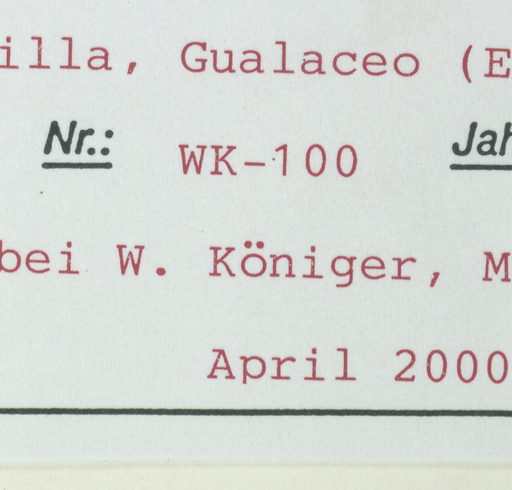 illa, Gualaceo (E
Nr.: WK-100 Jah
bei W. Königer, M
April 2000